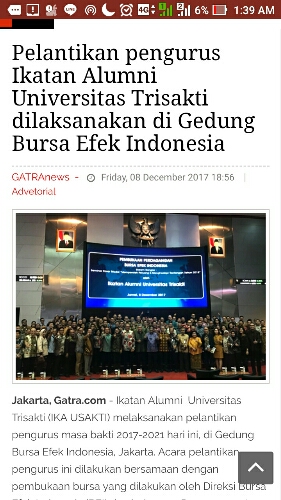 4G
6%
1:39 AM
Pelantikan pengurus
Ikatan Alumni
Universitas Trisakti
dilaksanakan di Gedung
Bursa Efek Indonesia
GATRAnews - Friday, 08 December 2017 18:56 |
Advetorial
PEMBUKAAN PERDAGANGAN
BURSA EFEK INDONESIA
Ikatan Alumni Universitas Trisakti
Jakarta, Gatra.com - Ikatan Alumni Universitas
Trisakti (IKA USAKTI) melaksanakan pelantikan
pengurus masa bakti 2017-2021 hari ini, di Gedung
Bursa Efek Indonesia, Jakarta. Acara pelantikan
pengurus ini dilakukan bersamaan dengan
pembukaan bursa yang dilakukan oleh Direksi Bursa